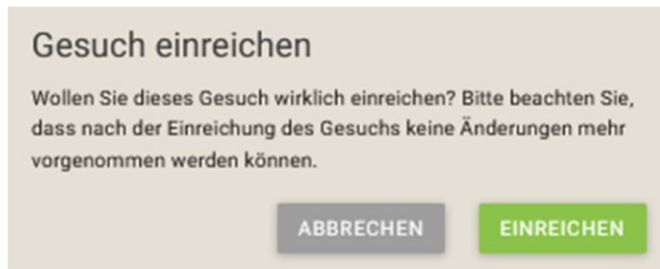 Gesuch einreichen
Wollen Sie dieses Gesuch wirklich einreichen? Bitte beachten Sie,
dass nach der Einreichung des Gesuchs keine Änderungen mehr
vorgenommen werden können.
ABBRECHEN EINREICHEN